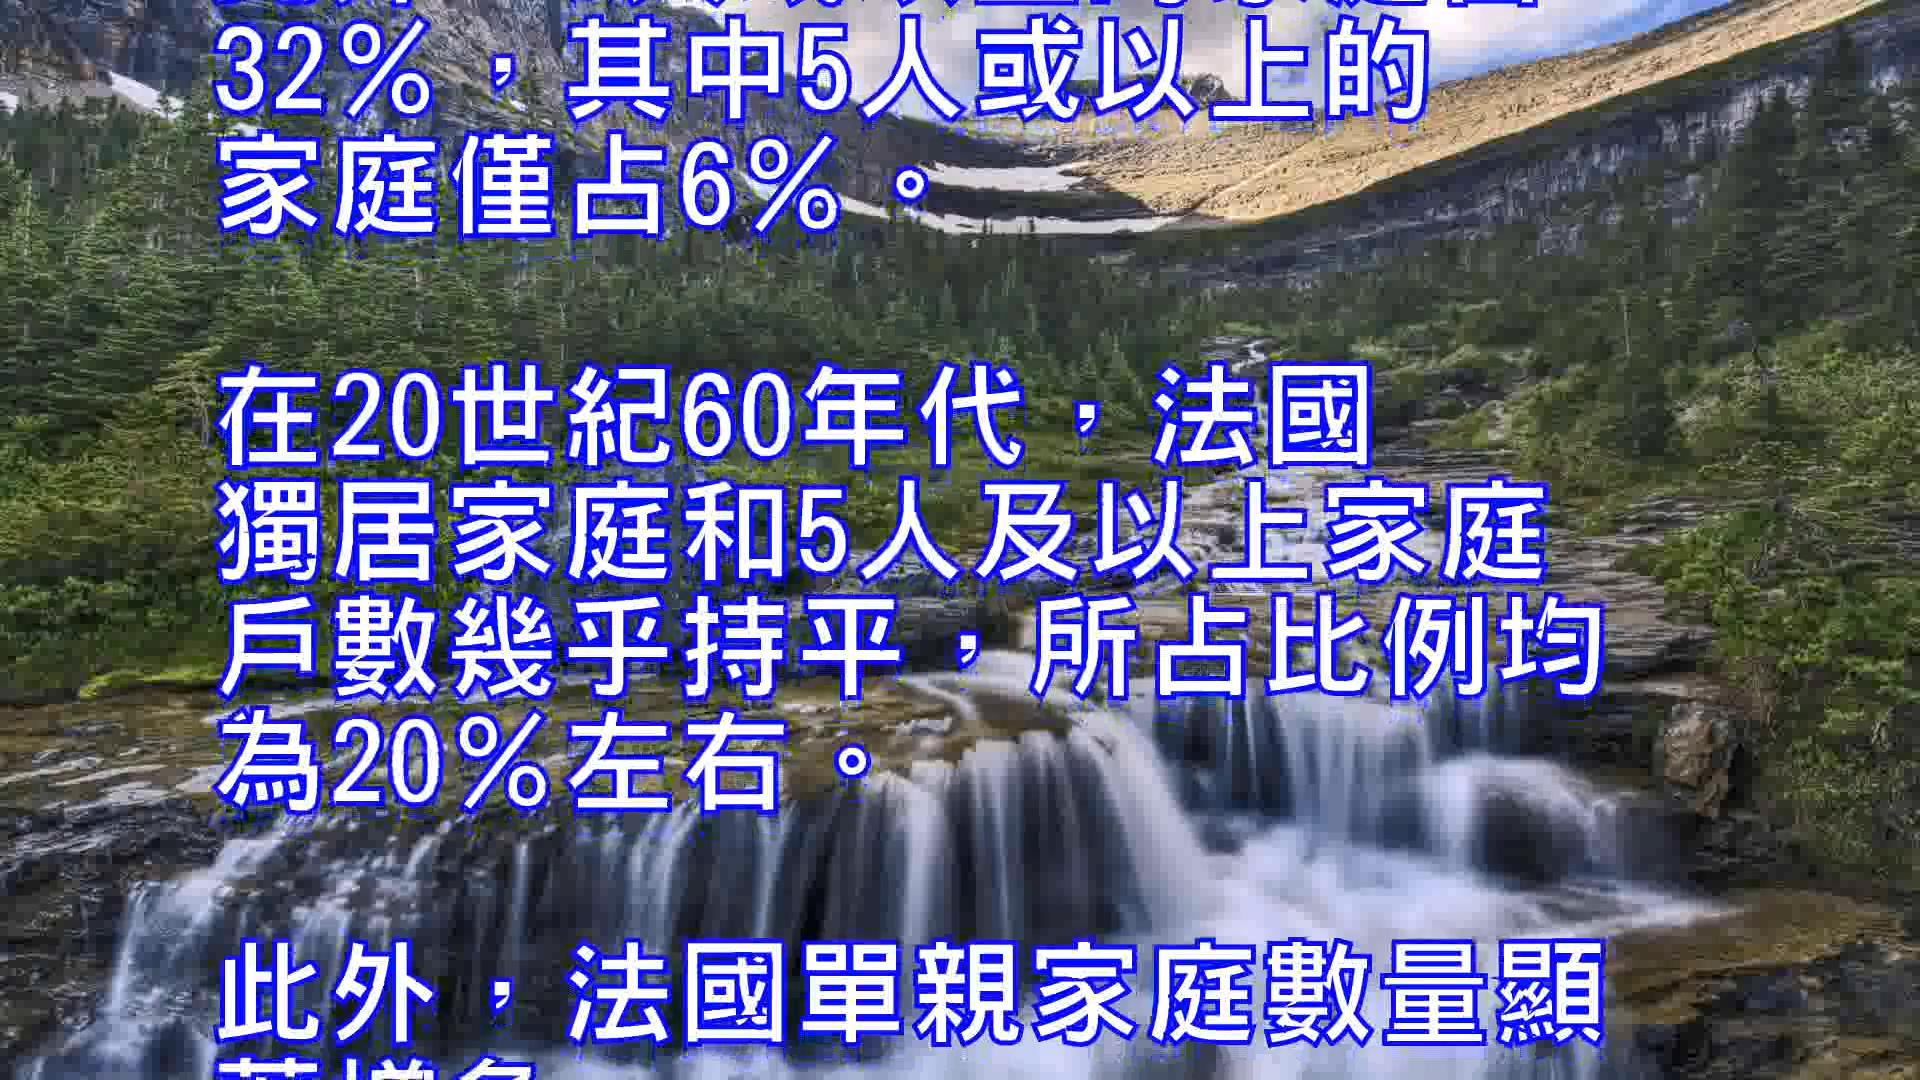 32%，其中5人或以上的
家庭僅占6%。
在20世紀60年代，法國
獨居家庭和5人及以上家庭
戶數幾乎持平，所占比例均
為20%左右。
此外，法國單親家庭數量顯